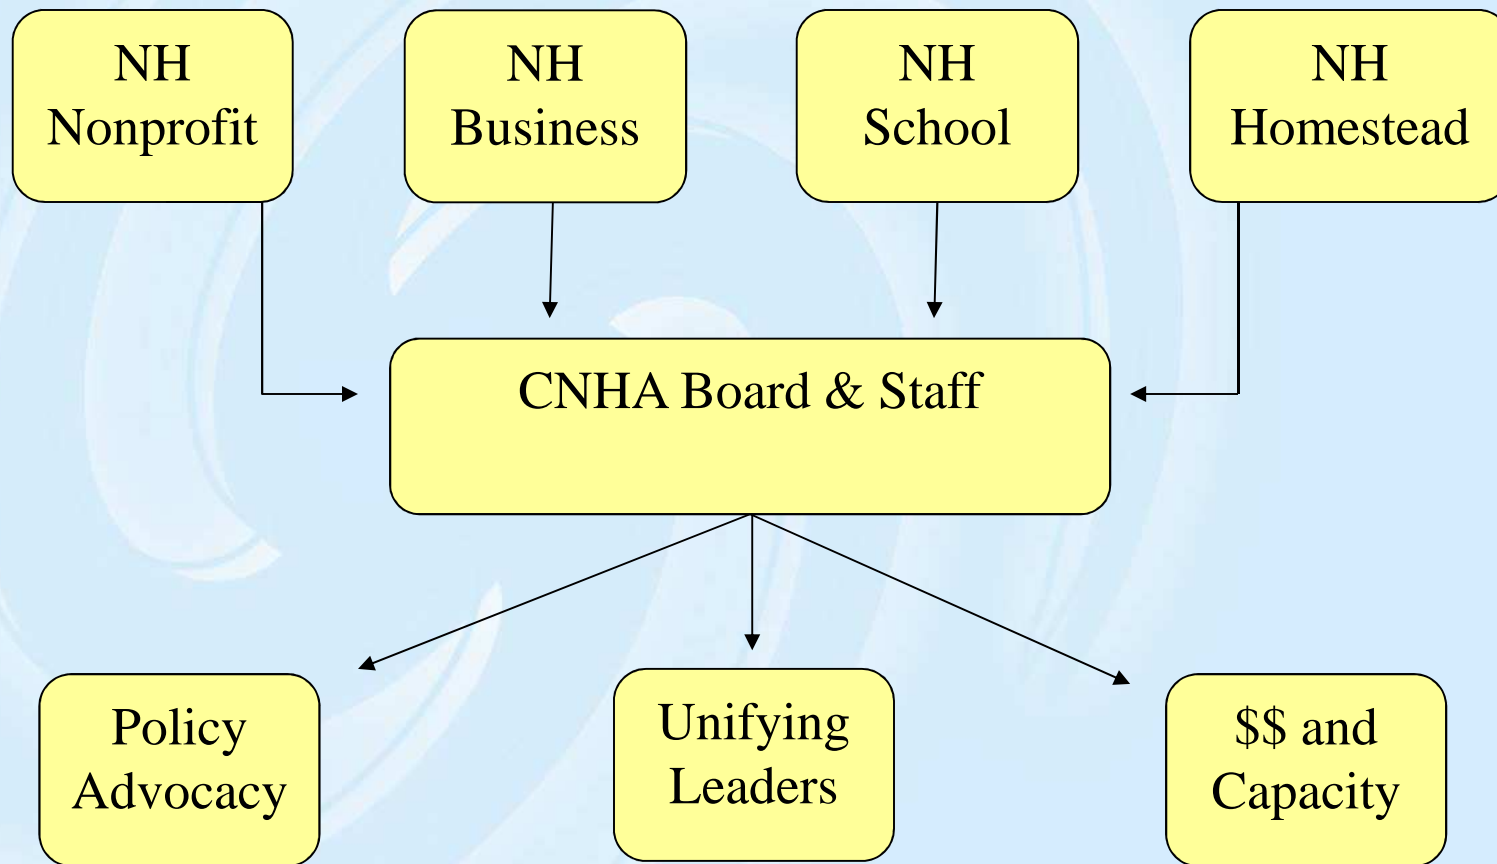 NH
Nonprofit
NH
Business
NH
School
NH
Homestead
CNHA Board & Staff
Policy
Advocacy
Unifying
Leaders
$$ and
Capacity